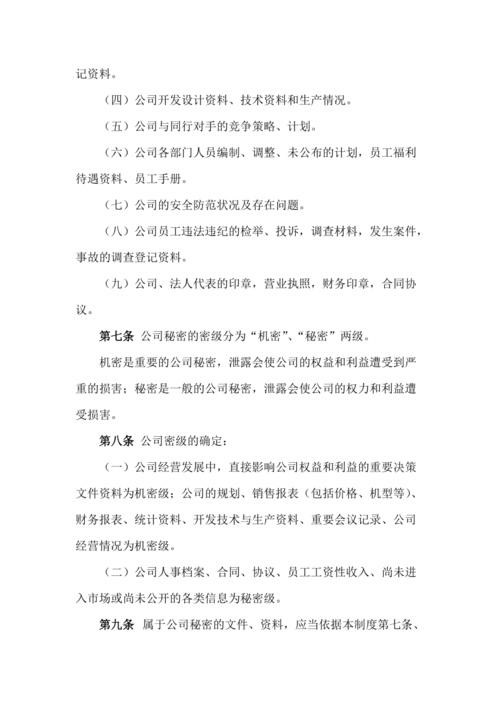 记资料。
（四）公司开发设计资料、技术资料和生产情况。
（五）公司与同行对手的竞争策略、计划。
（六）公司各部门人员编制、调整、未公布的计划，员工福利
待遇资料、员工手册。
（七）公司的安全防范状况及存在问题。
（八）公司员工违法违纪的检举、投诉，调查材料，发生案件，
事故的调查登记资料。
（九）公司、法人代表的印章，营业执照，财务印章，合同协
议。
第七条 公司秘密的密级分为“机密”、“秘密”两级。
机密是重要的公司秘密，泄露会使公司的权益和利益遭受到严
重的损害；秘密是一般的公司秘密，泄露会使公司的权力和利益遭
受损害。
第八条 公司密级的确定：
（一）公司经营发展中，直接影响公司权益和利益的重要决策
文件资料为机密级；公司的规划、销售报表（包括价格、机型等）、
财务报表、统计资料、开发技术与生产资料、重要会议记录、公司
经营情况为机密级。
（二）公司人事档案、合同、协议、员工工资性收入、尚未进
入市场或尚未公开的各类信息为秘密级。
第九条 属于公司秘密的文件、资料，应当依据本制度第七条、